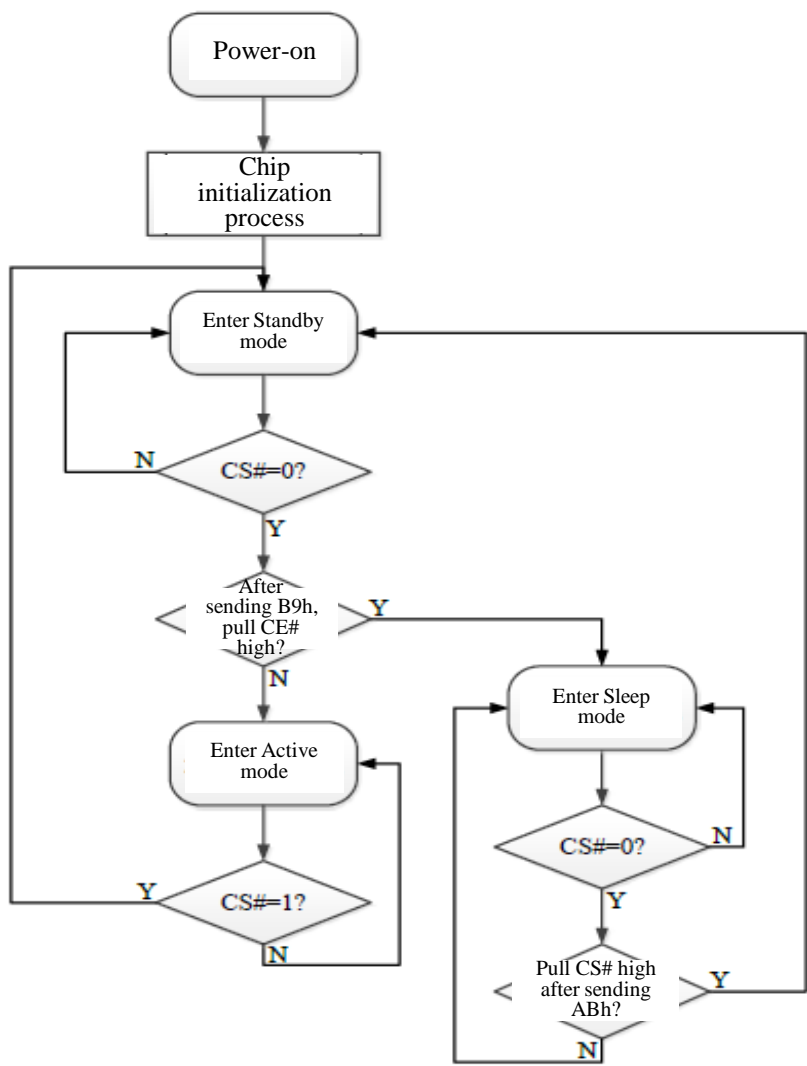 Power-on
Chip
initialization
process
Enter Standby
mode
N
CS#=0?
Y
After
sending B9h,
pull CE#
high?
Y
N
Enter Sleep
mode
Enter Active
mode
CS#=0?
N
Y
CS#=1?
Y
N
Pull CS# high
after sending
ABh?
Y
N